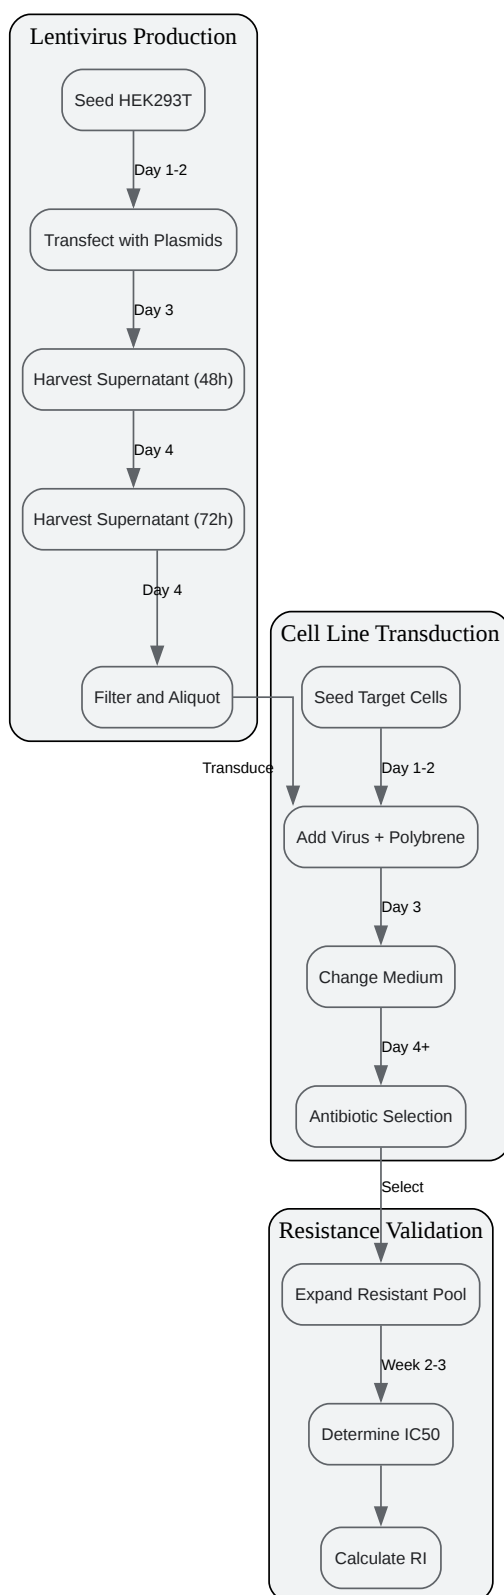 Lentivirus Production
Seed HEK293T
Day 1-2
Transfect with Plasmids
Day 3
Harvest Supernatant (48h)
Day 4
Harvest Supernatant (72h)
Day 4
Filter and Aliquot
Transduce
Cell Line Transduction
Seed Target Cells
Day 1-2
Add Virus + Polybrene
Day 3
Change Medium
Day 4+
Antibiotic Selection
Select
Resistance Validation
Expand Resistant Pool
Week 2-3
Determine IC50
Calculate RI